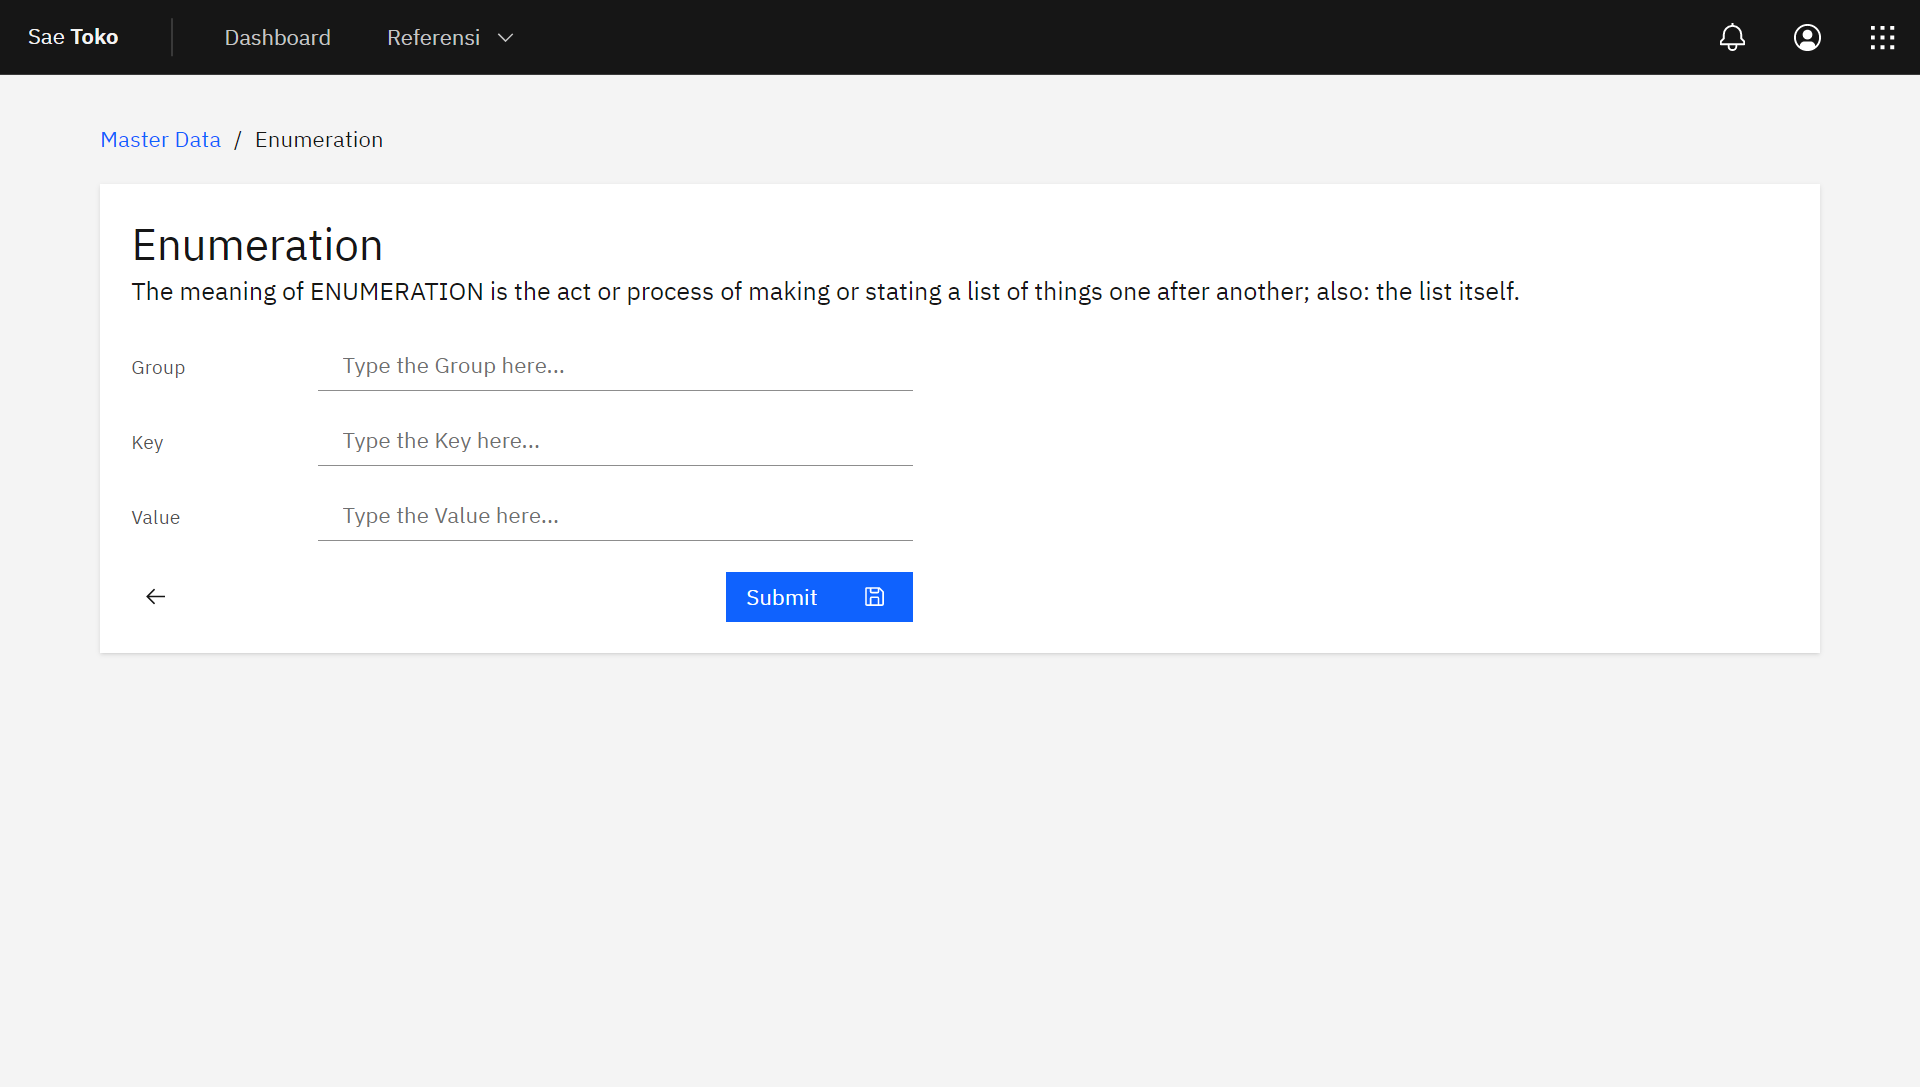 Sae Toko
Dashboard
Referensi
Master Data / Enumeration
Enumeration
The meaning of ENUMERATION is the act or process of making or stating a list of things one after another; also: the list itself.
Group
Type the Group here...
Key
Type the Key here...
Value
Type the Value here...
Submit